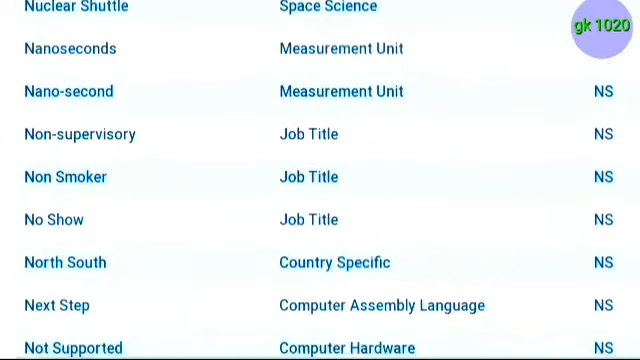 Nuclear Shuttle Space Science
gk 1020
Nanoseconds Measurement Unit
Nano-second Measurement Unit NS
Non-supervisory Job Title NS
Non Smoker Job Title NS
No Show Job Title NS
North South Country Specific NS
Next Step Computer Assembly Language NS
Not Supported Computer Hardware NS